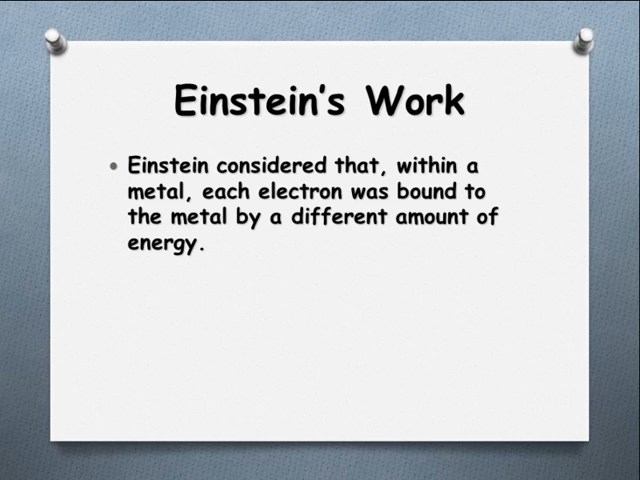 Einstein's Work
• Einstein considered that, within a
metal, each electron was bound to
the metal by a different amount of
energy.